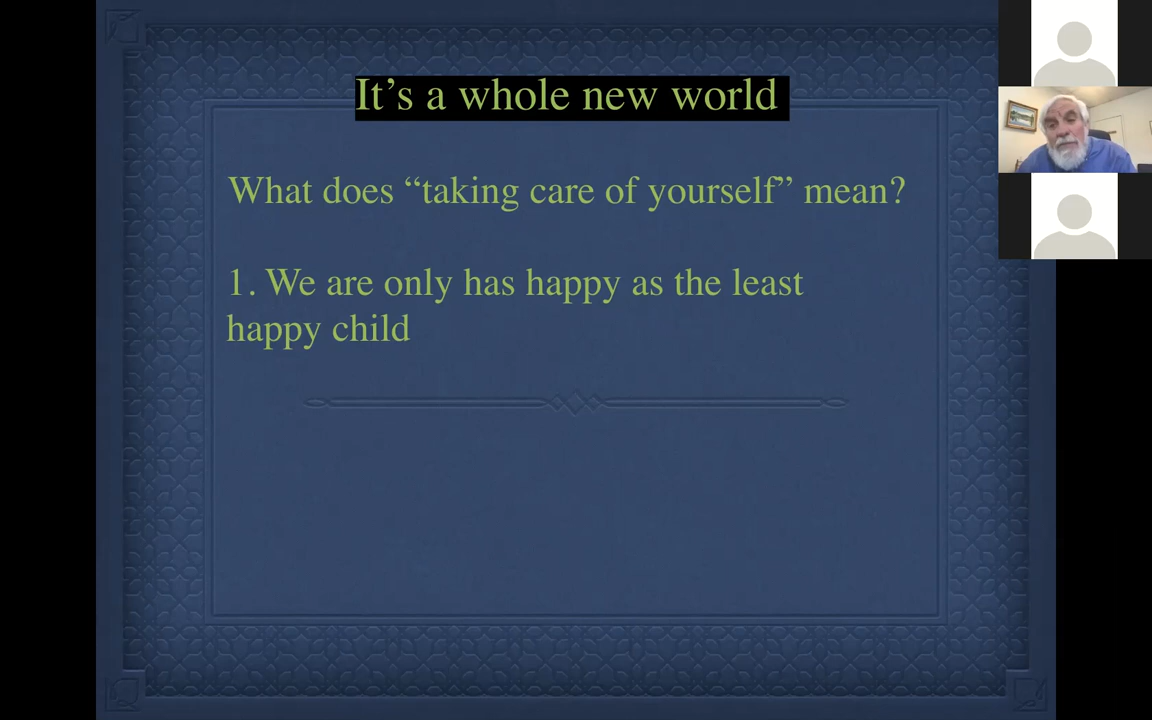 It’s a whole new world
What does “taking care of yourself” mean?
1. We are only has happy as the least
happy child